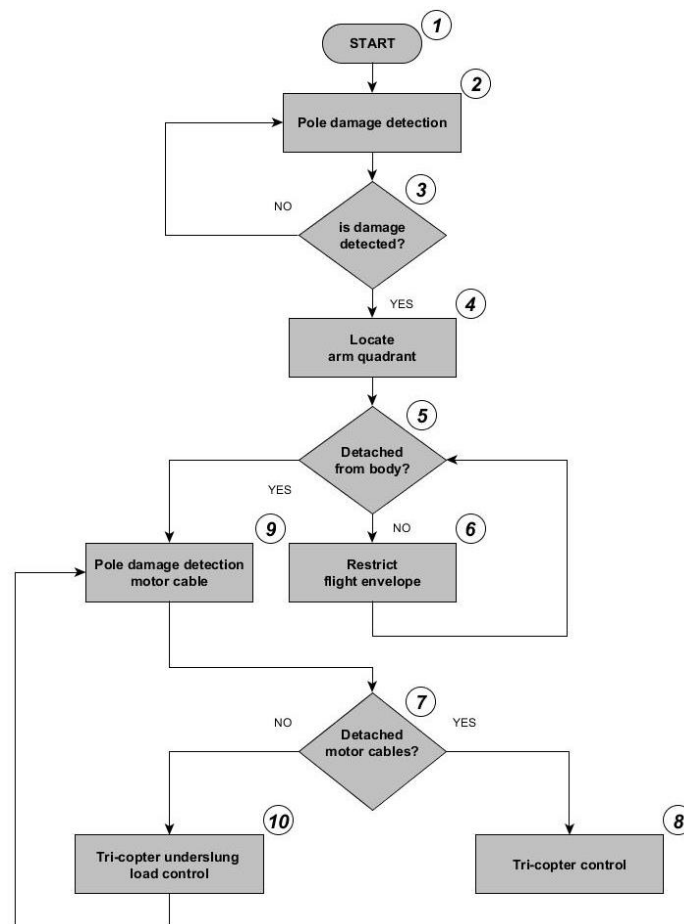 1
START
2
Pole damage detection
3
NO
is damage
detected?
YES
4
Locate
arm quadrant
5
Detached
from body?
YES
9
NO
6
Pole damage detection
motor cable
Restrict
flight envelope
7
NO
YES
Detached
motor cables?
10
8
Tri-copter underslung
load control
Tri-copter control